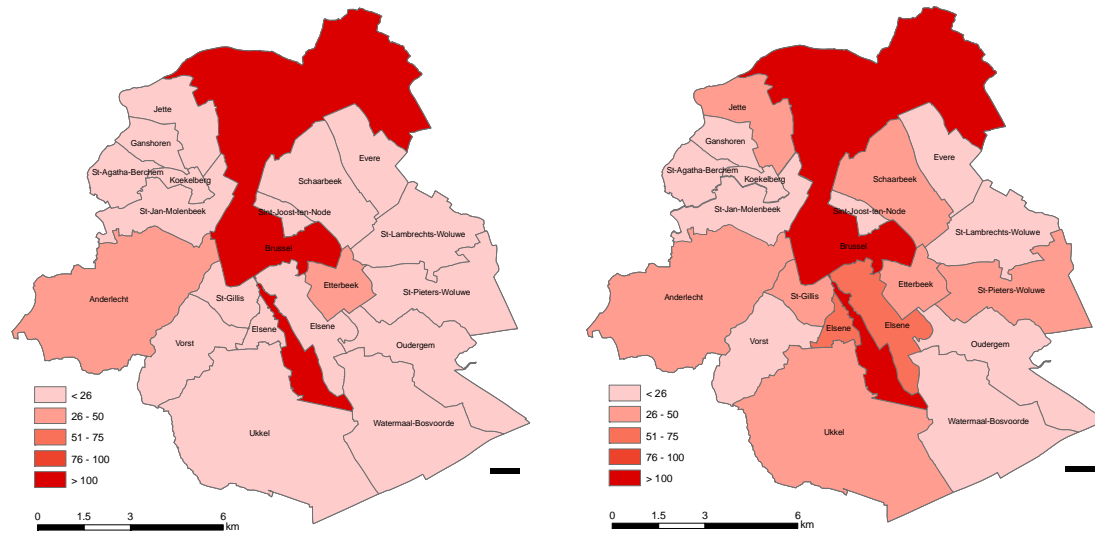 Jette
Ganshoren
Evere
St-Agatha-Berchem
Koekelberg
Schaarbeek
St-Jan-Molenbeek
Sint-Joost-ten-Node
St-Lambrechts-Woluwe
Brussel
Etterbeek
St-Pieters-Woluwe
Anderlecht
St-Gillis
Elsene
Elsene
Vorst
Oudergem
Ukkel
Watermaal-Bosvoorde
< 26
26 - 50
51 - 75
76 - 100
> 100
0 1.5 3 6
km
Jette
Ganshoren
Evere
St-Agatha-Berchem
Koekelberg
Schaarbeek
St-Jan-Molenbeek
Sint-Joost-ten-Node
St-Lambrechts-Woluwe
Brussel
Etterbeek
St-Pieters-Woluwe
Anderlecht
St-Gillis
Elsene
Elsene
Vorst
Oudergem
Ukkel
Watermaal-Bosvoorde
< 26
26 - 50
51 - 75
76 - 100
> 100
0 1.5 3 6
km